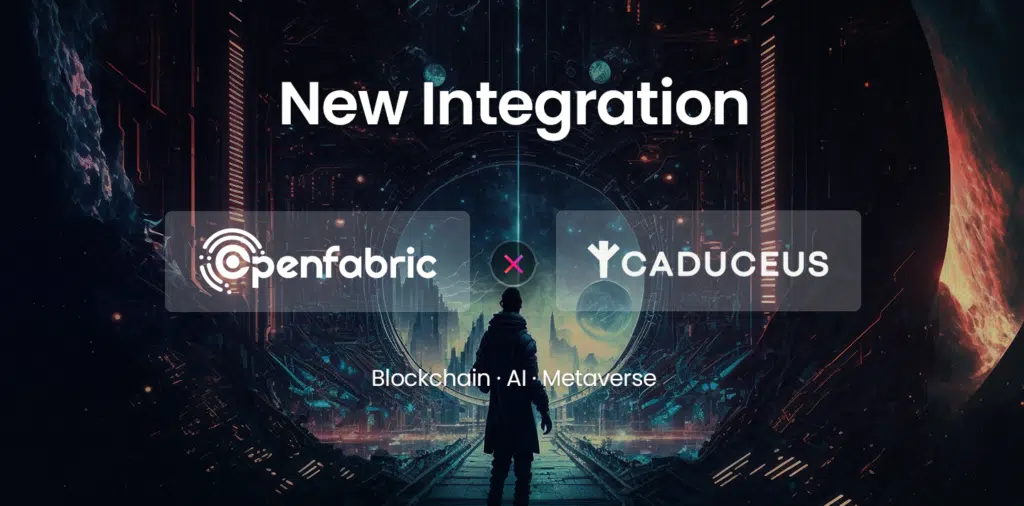 New Integration
Openfabric
CADUCEUS
Blockchain · AI · Metaverse